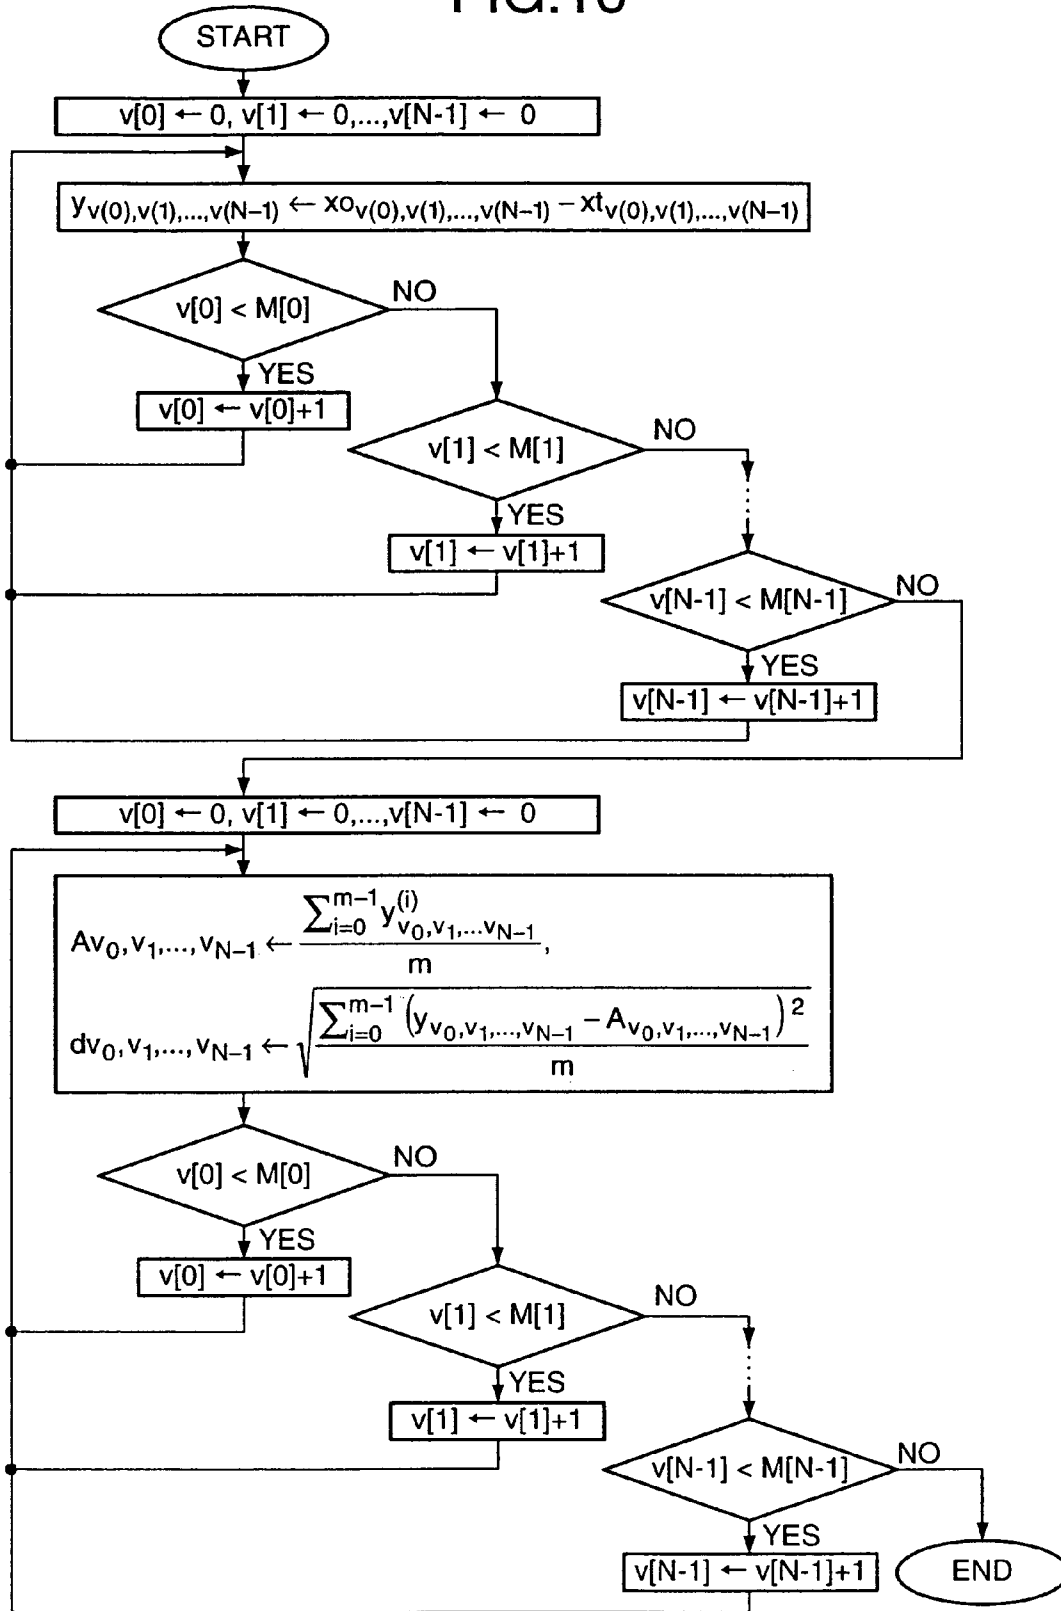 START
v[0] ← 0, v[1] ← 0,...,v[N-1] ← 0
y_{v(0),v(1),...,v(N−1)} ← xo_{v(0),v(1),...,v(N−1)} − xt_{v(0),v(1),...,v(N−1)}
v[0] < M[0]
NO
YES
v[0] ← v[0]+1
v[1] < M[1]
NO
YES
v[1] ← v[1]+1
v[N-1] < M[N-1]
NO
YES
v[N-1] ← v[N-1]+1
v[0] ← 0, v[1] ← 0,...,v[N-1] ← 0
Av_0,v_1,...,v_{N−1} ← \frac{\sum_{i=0}^{m−1} y^{(i)}_{v_0,v_1,...v_{N−1}}}{m},
dv_0,v_1,...,v_{N−1} ← \sqrt{\frac{\sum_{i=0}^{m−1} (y_{v_0,v_1,...,v_{N−1}} − A_{v_0,v_1,...,v_{N−1}})^2}{m}}
v[0] < M[0]
NO
YES
v[0] ← v[0]+1
v[1] < M[1]
NO
YES
v[1] ← v[1]+1
v[N-1] < M[N-1]
NO
YES
v[N-1] ← v[N-1]+1
END